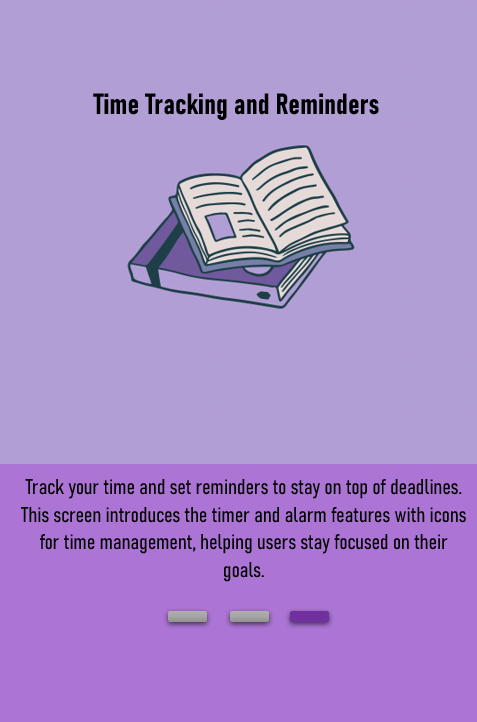 Time Tracking and Reminders
Track your time and set reminders to stay on top of deadlines.
This screen introduces the timer and alarm features with icons
for time management, helping users stay focused on their
goals.